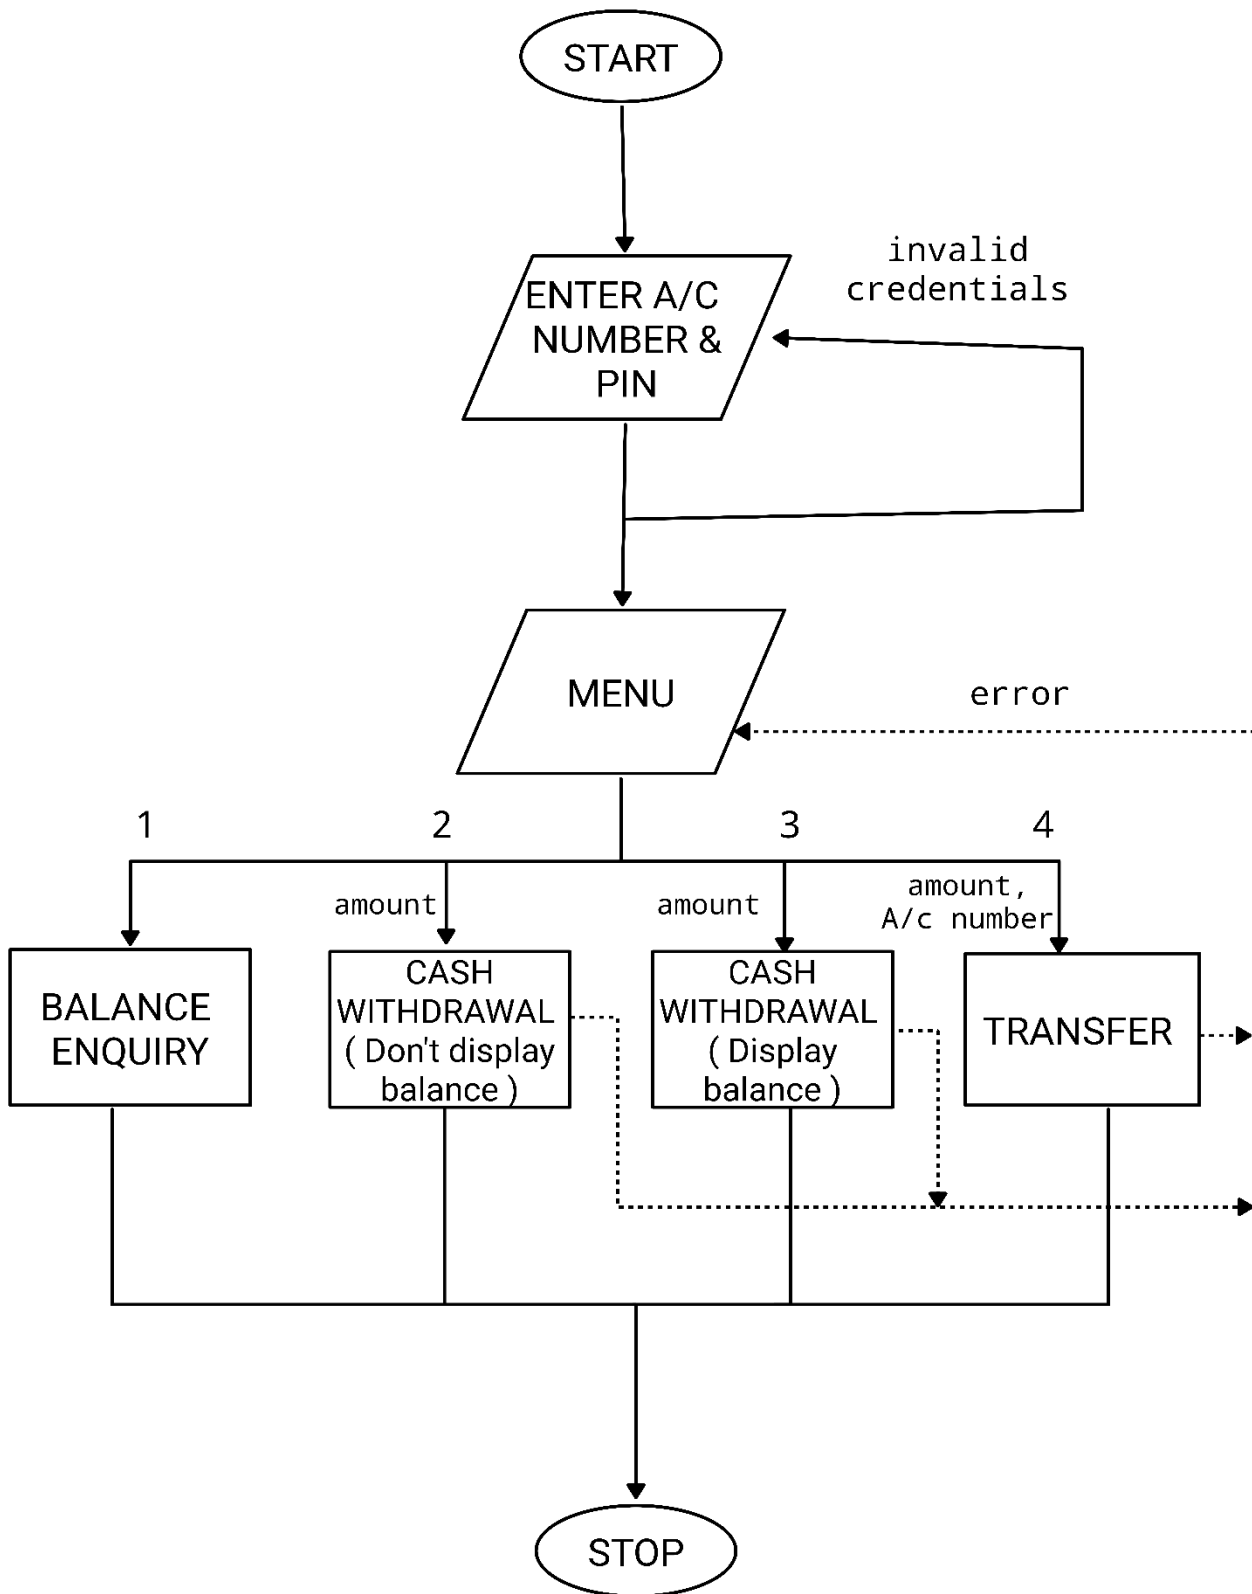 START
invalid
credentials
ENTER A/C
NUMBER &
PIN
MENU
error
1
2
3
4
amount
amount
amount,
A/c number
BALANCE
ENQUIRY
CASH
WITHDRAWAL
( Don't display
balance )
CASH
WITHDRAWAL
( Display
balance )
TRANSFER
STOP